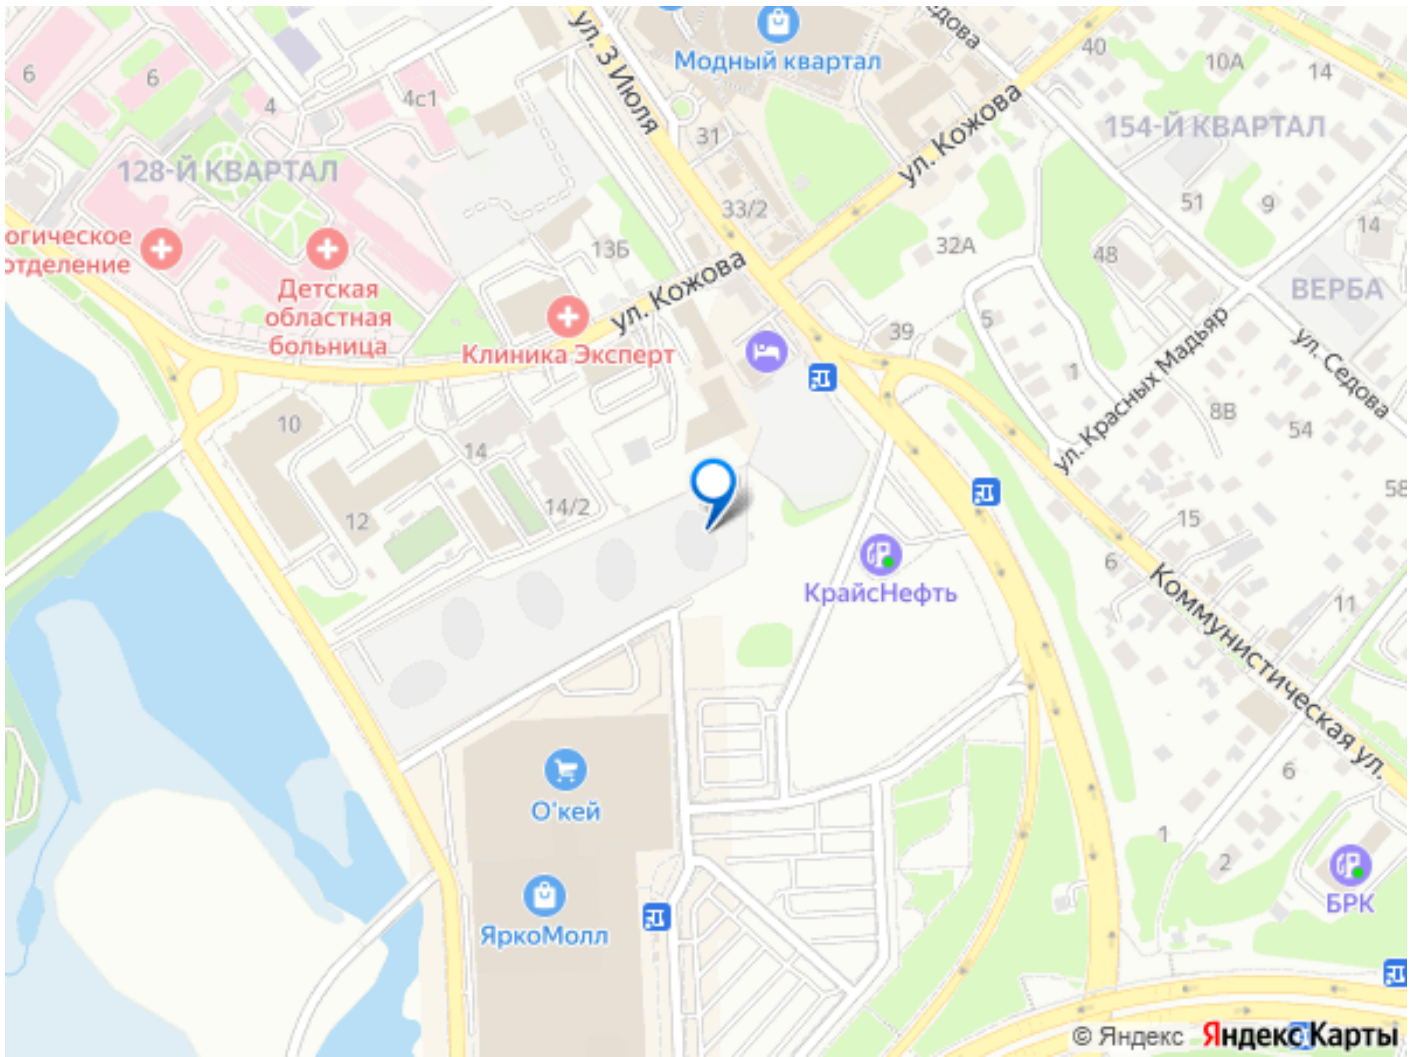 Седова
40
6
6
4
4с1
ул. 3 Июля
Модный квартал
10А
14
31
ул. Кожова
154-Й КВАРТАЛ
128-Й КВАРТАЛ
33/2
51
9
14
огическое
отделение
13Б
32А
48
Детская
областная
больница
ул. Кожова
ВЕРБА
Клиника Эксперт
39
5
1
ул. Красных Мадьяр
ул. Седова
8В
54
10
14
12
14/2
58
15
6
КрайсНефть
Коммунистическая ул.
11
О'кей
6
1
2
ЯркоМолл
БРК
© Яндекс Яндекс Карты